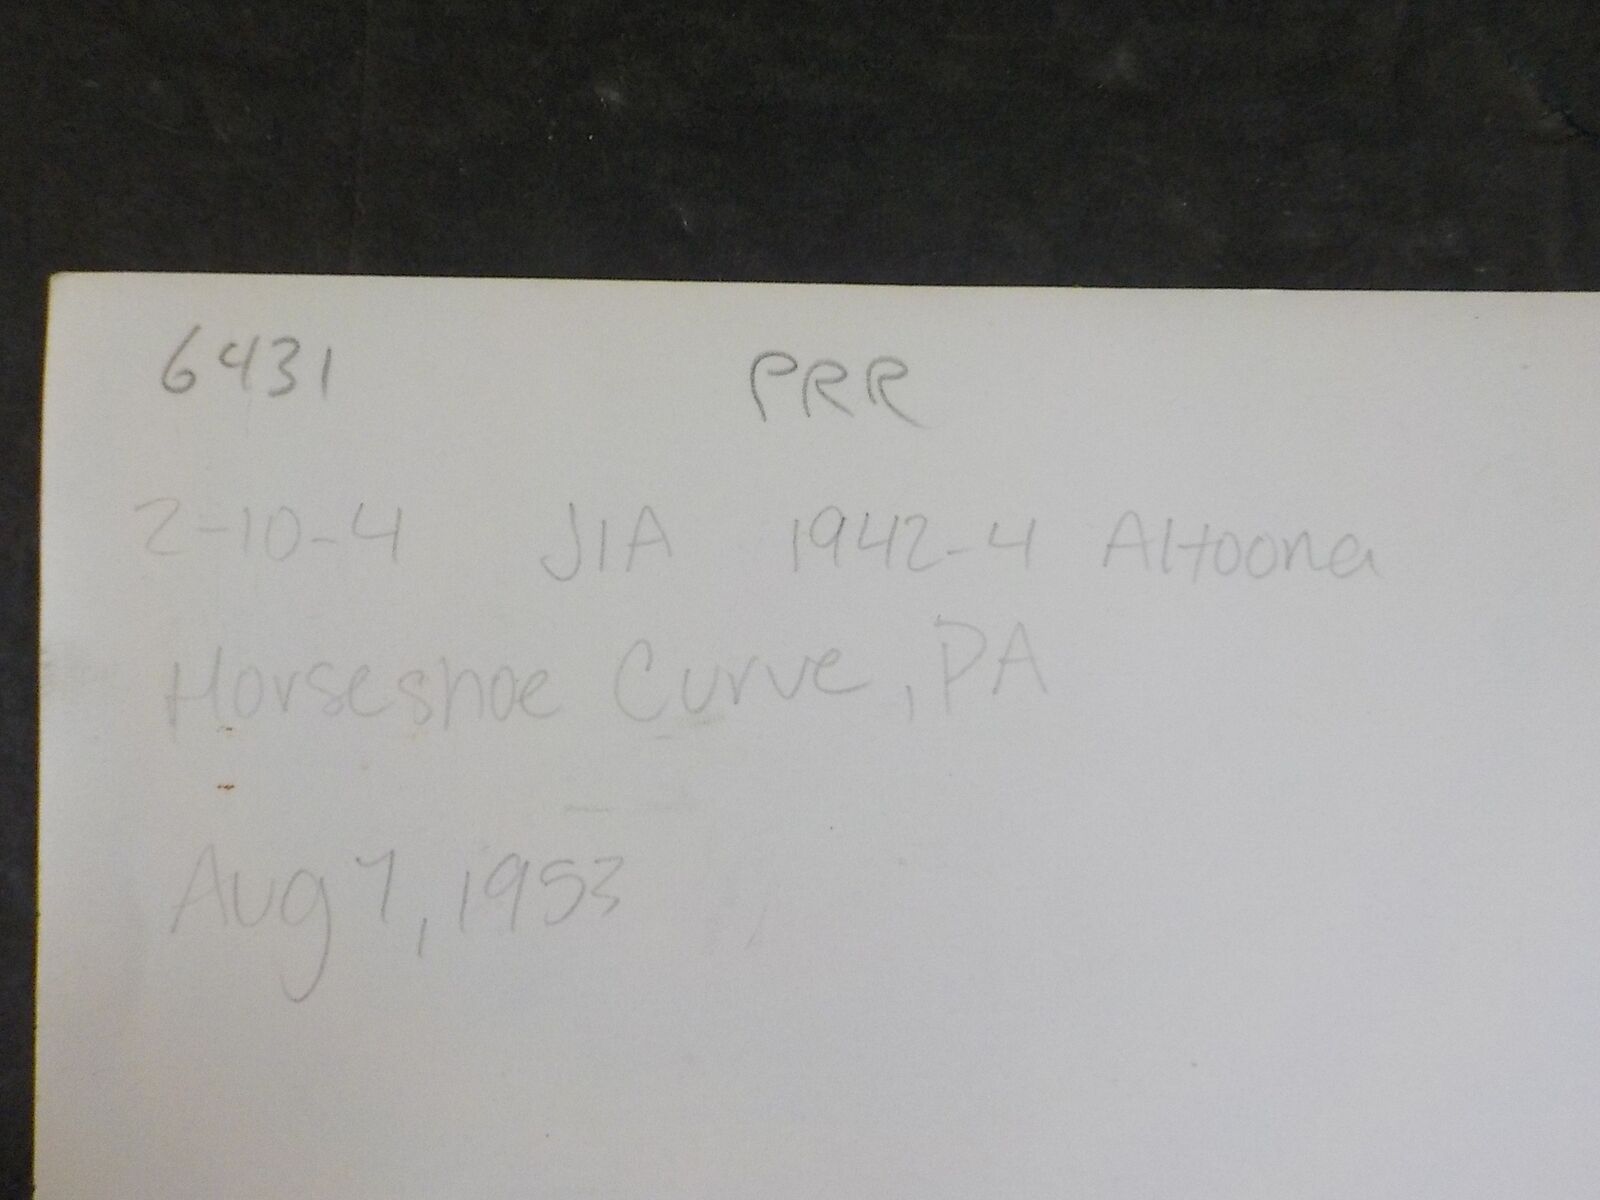 6431 PRR
2-10-4 J1A 1942-4 Altoona
Horseshoe Curve, PA
Aug 7, 1953